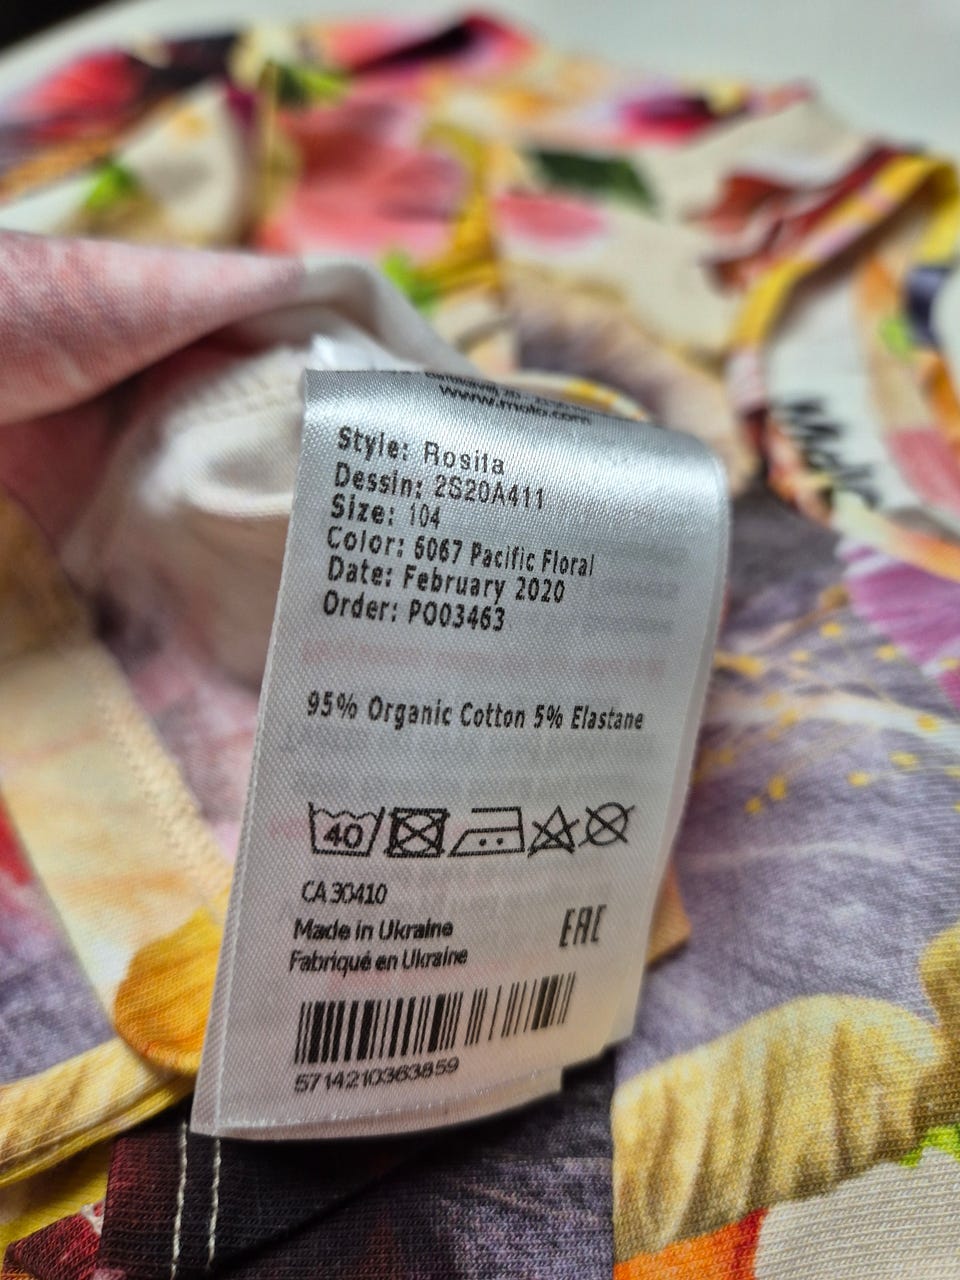 www.molo.com
Style: Rosita
Dessin: 2S20A411
Size: 104
Color: 6067 Pacific Floral
Date: February 2020
Order: PO03463
95% Organic Cotton 5% Elastane
40
CA 30410
Made in Ukraine
Fabriqué en Ukraine
EAC
5714210363859
Molo